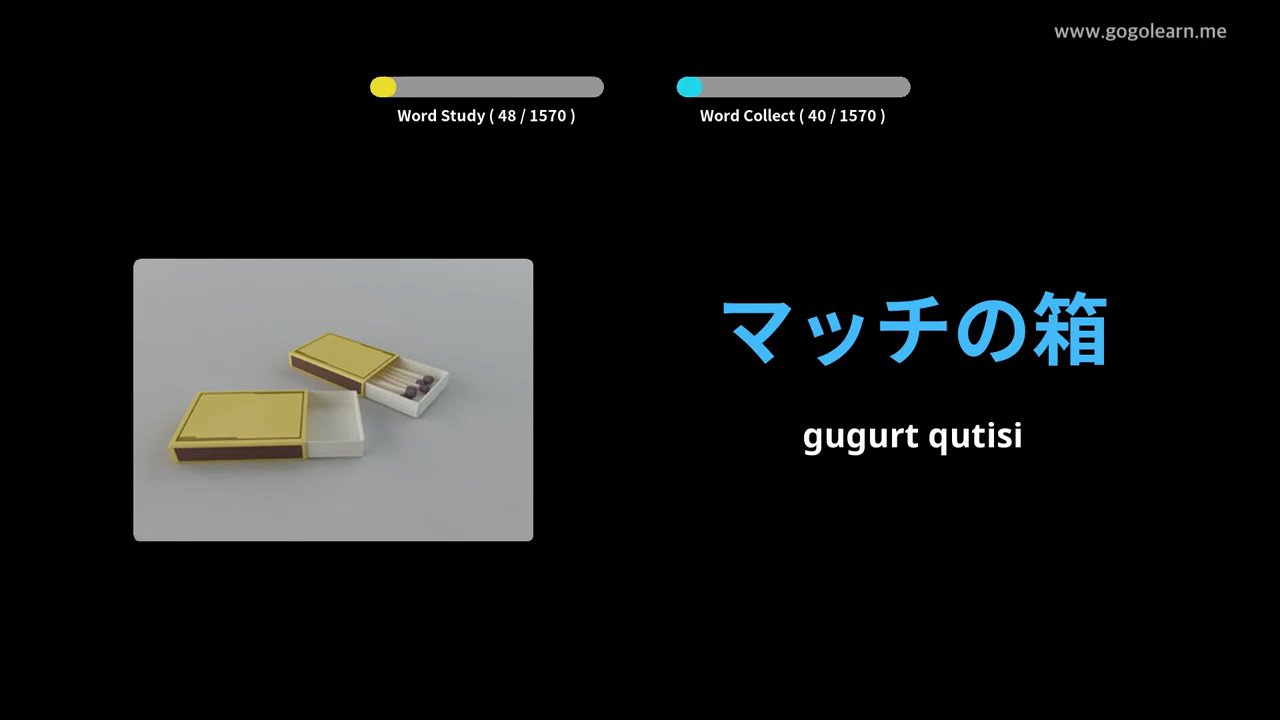 www.gogolearn.me
Word Study ( 48 / 1570 )
Word Collect ( 40 / 1570 )
マッチの箱
gugurt qutisi